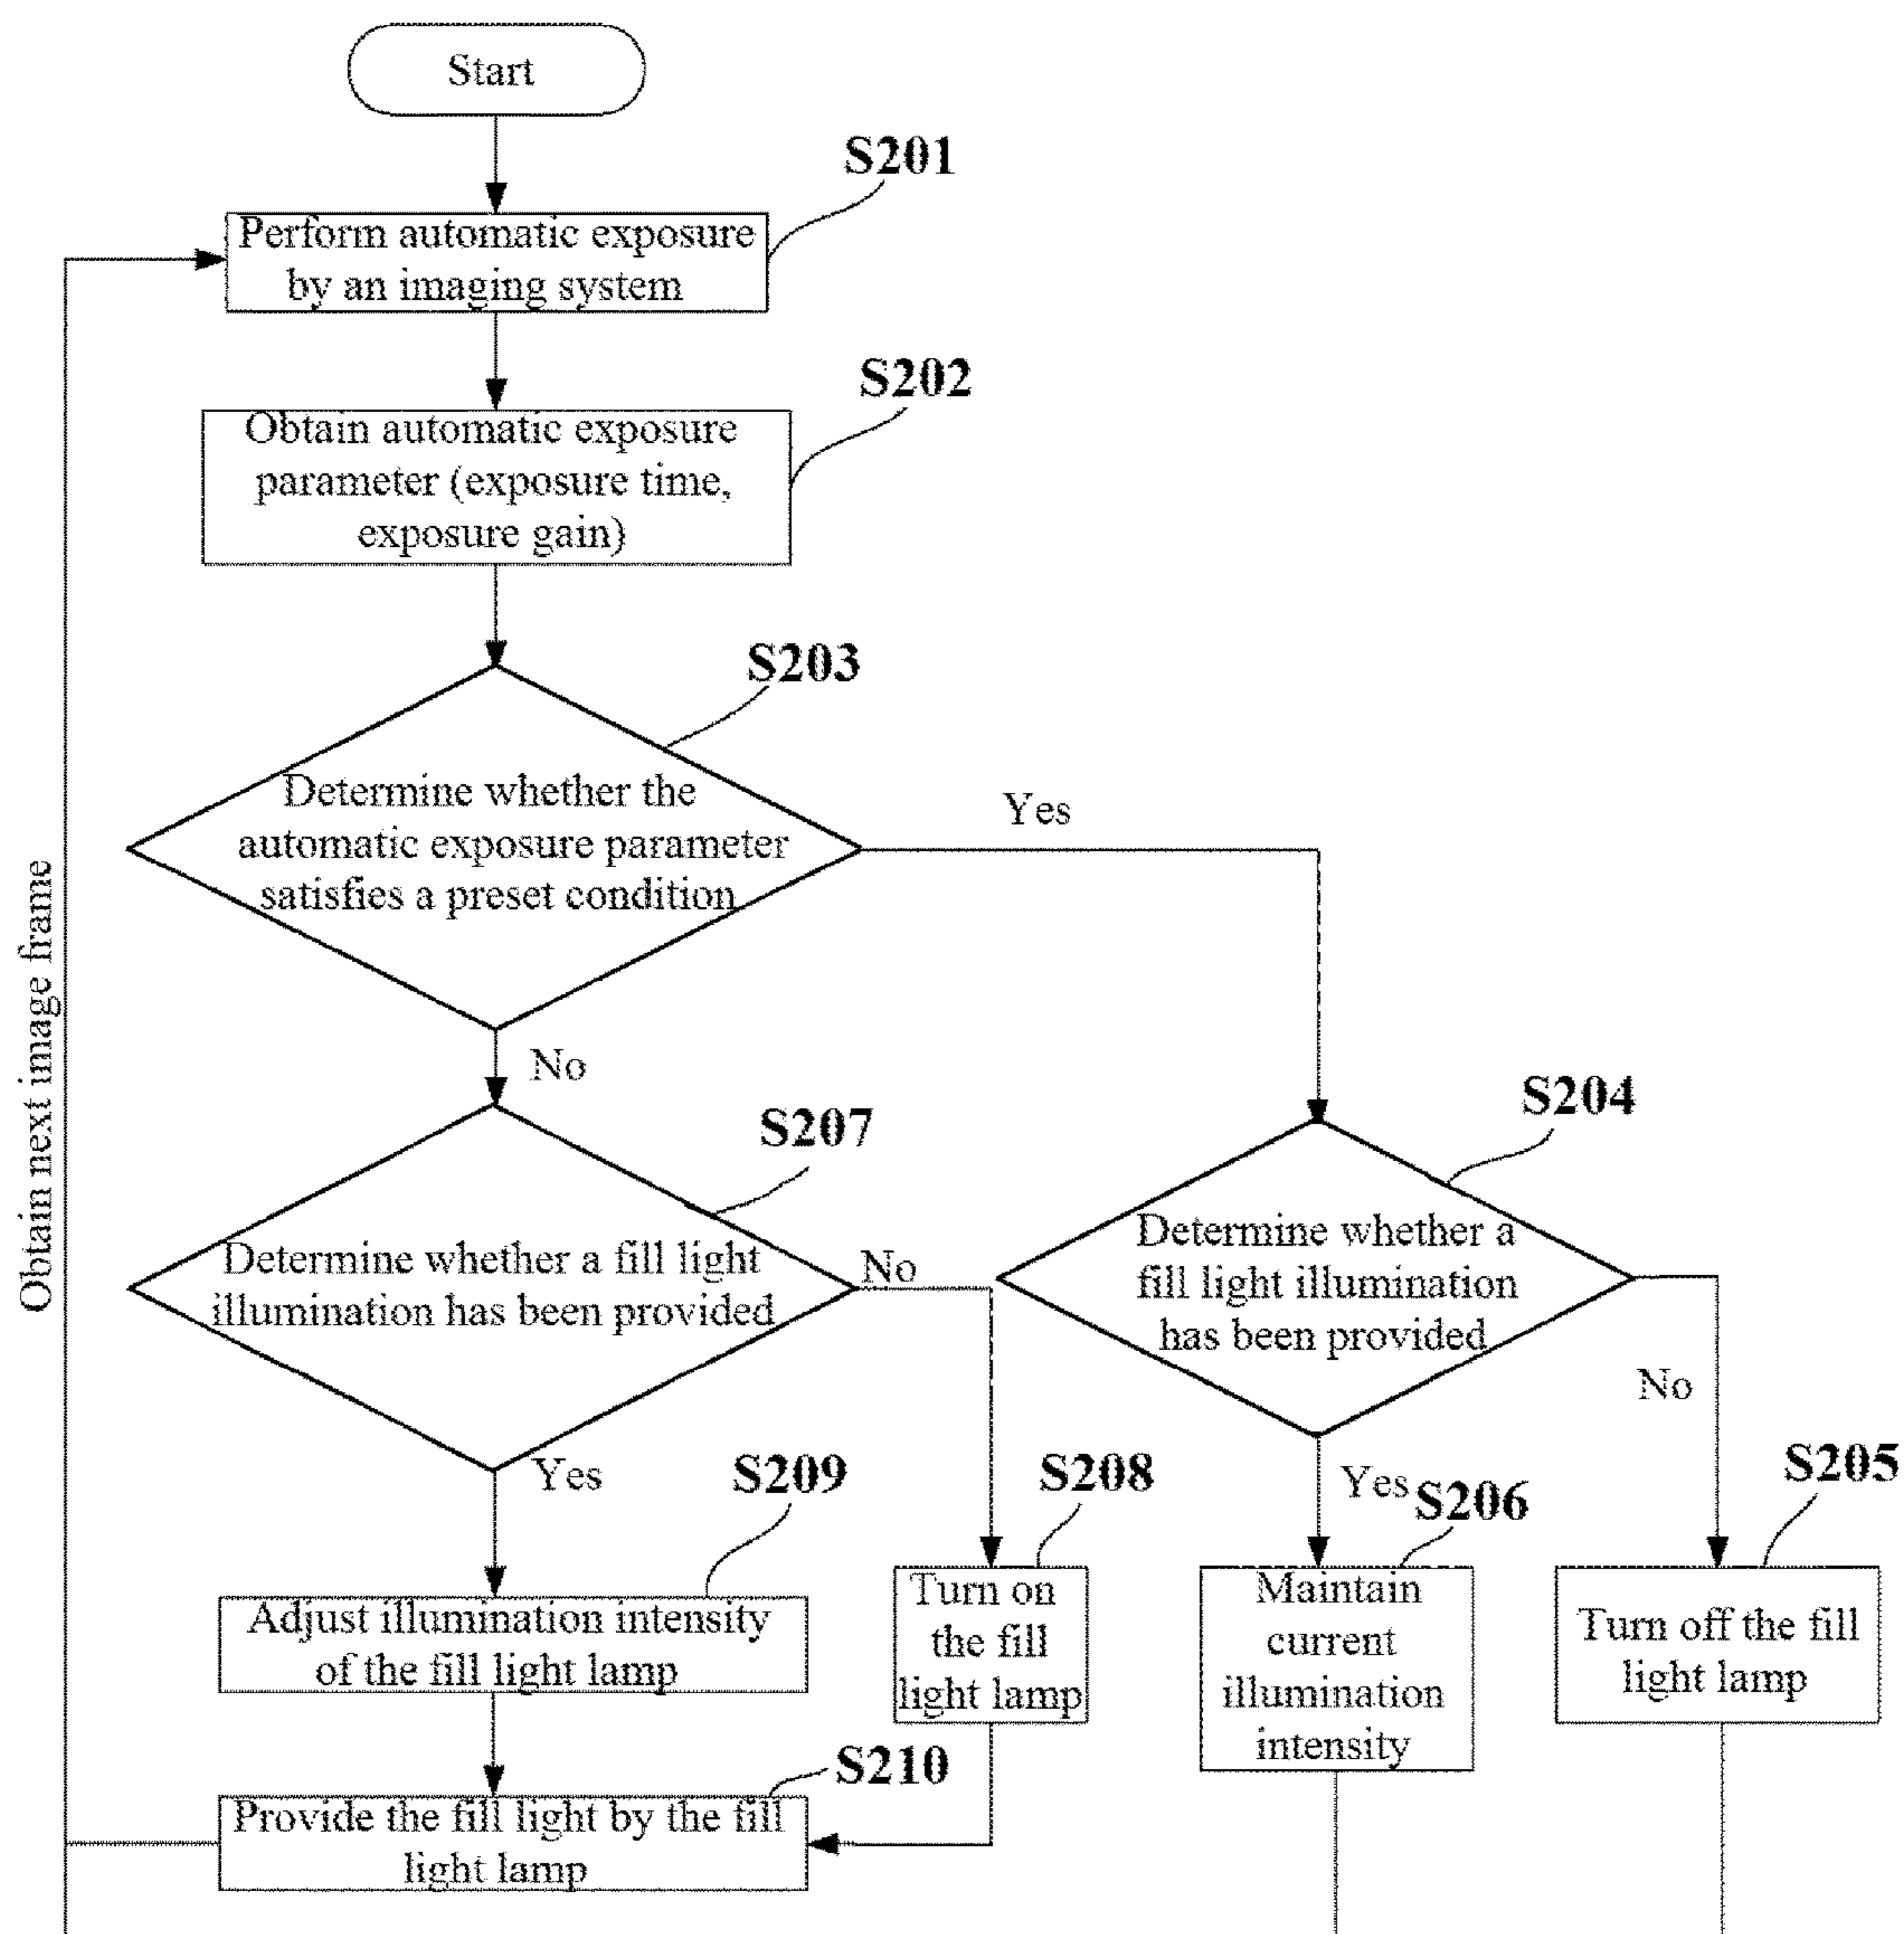 Start
S201
Perform automatic exposure
by an imaging system
S202
Obtain automatic exposure
parameter (exposure time,
exposure gain)
S203
Determine whether the
automatic exposure parameter
satisfies a preset condition
Yes
No
Obtain next image frame
S207
Determine whether a fill light
illumination has been provided
No
Yes
S204
Determine whether a
fill light illumination
has been provided
No
Yes
S209
Adjust illumination intensity
of the fill light lamp
S208
Turn on
the fill
light lamp
S206
Maintain
current
illumination
intensity
S205
Turn off the fill
light lamp
S210
Provide the fill light by the fill
light lamp